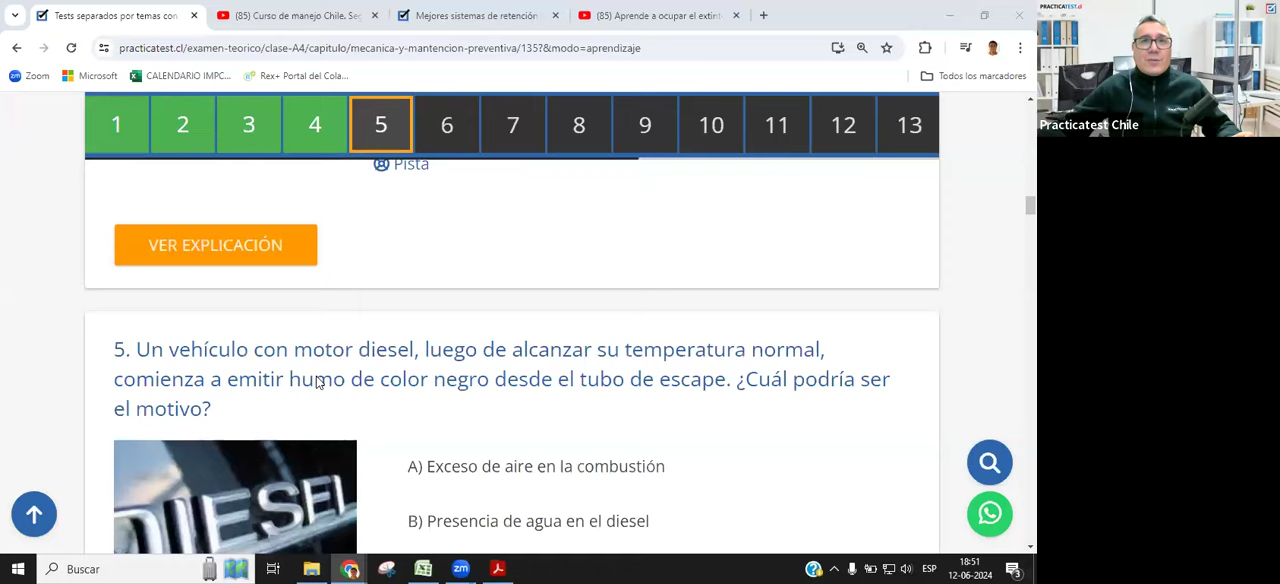 Tests separados por temas con
(85) Curso de manejo Chile, Seg
Mejores sistemas de retención
(85) Aprende a ocupar el extint
practicatest.cl/examen-teorico/clase-A4/capitulo/mecanica-y-mantencion-preventiva/135?&modo=aprendizaje
Zoom
Microsoft
CALENDARIO IMPC...
Rex+ Portal del Cola...
Todos los marcadores
PRACTICATEST.cl
Practicatest Chile
1 2 3 4 5 6 7 8 9 10 11 12 13
Pista
VER EXPLICACIÓN
5. Un vehículo con motor diesel, luego de alcanzar su temperatura normal,
comienza a emitir humo de color negro desde el tubo de escape. ¿Cuál podría ser
el motivo?
DIESEL
A) Exceso de aire en la combustión
B) Presencia de agua en el diesel
Buscar
ESP
18:51
12-06-2024
3